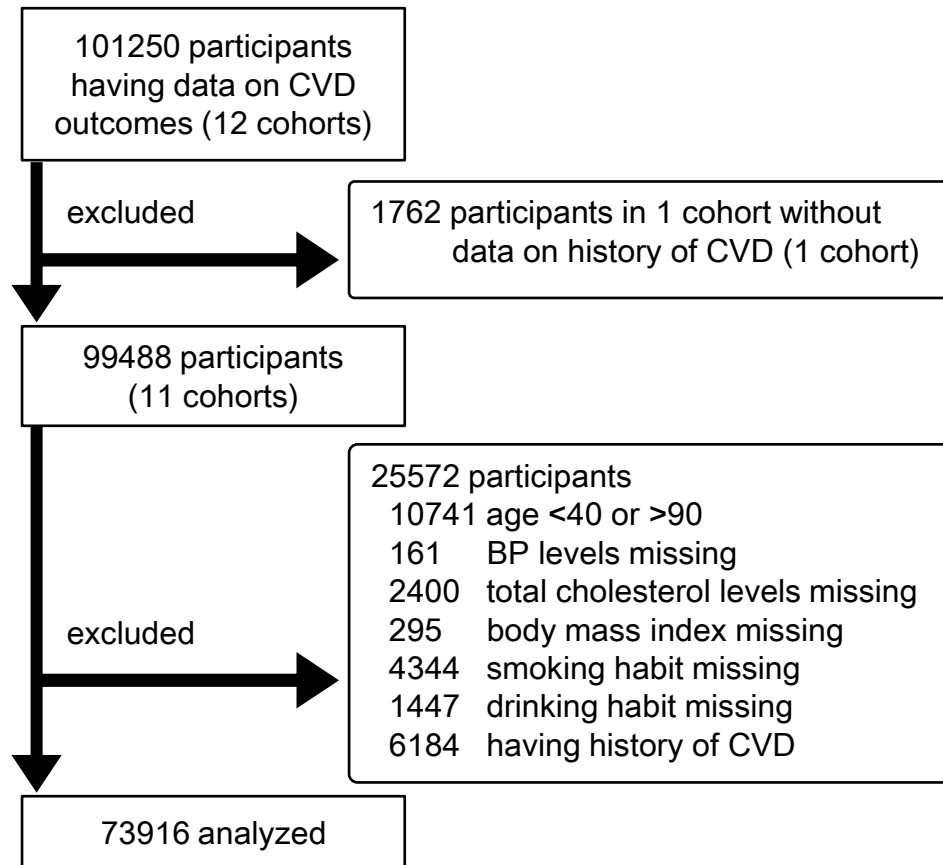 101250 participants
having data on CVD
outcomes (12 cohorts)
excluded
1762 participants in 1 cohort without
data on history of CVD (1 cohort)
99488 participants
(11 cohorts)
25572 participants
10741 age <40 or >90
161 BP levels missing
2400 total cholesterol levels missing
295 body mass index missing
4344 smoking habit missing
1447 drinking habit missing
6184 having history of CVD
excluded
73916 analyzed